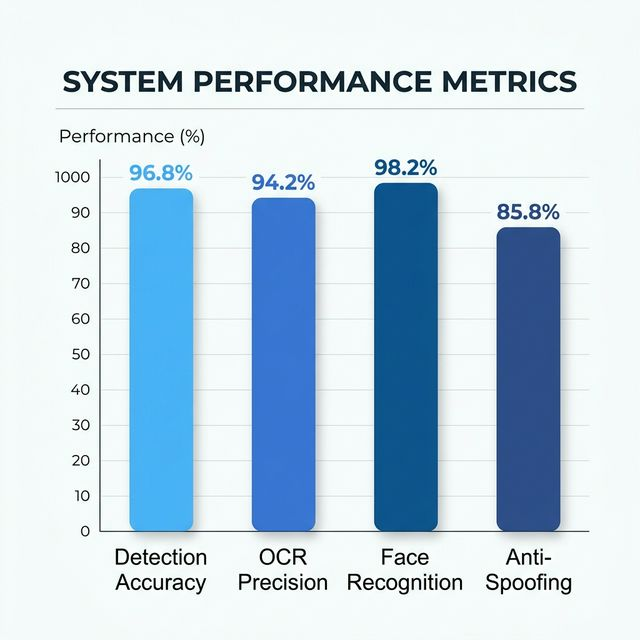 SYSTEM PERFORMANCE METRICS
Performance (%)
1000
90
80
70
60
50
40
30
20
10
0
96.8%
94.2%
98.2%
85.8%
Detection
Accuracy
OCR
Precision
Face
Recognition
Anti-
Spoofing